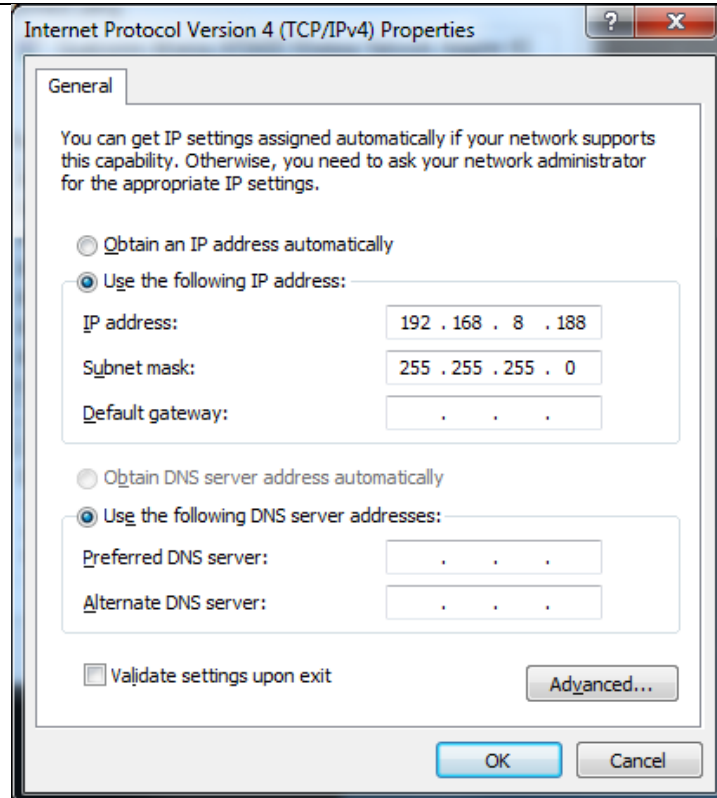 Internet Protocol Version 4 (TCP/IPv4) Properties
General
You can get IP settings assigned automatically if your network supports
this capability. Otherwise, you need to ask your network administrator
for the appropriate IP settings.
Obtain an IP address automatically
Use the following IP address:
IP address: 192 . 168 . 8 . 188
Subnet mask: 255 . 255 . 255 . 0
Default gateway: . . .
Obtain DNS server address automatically
Use the following DNS server addresses:
Preferred DNS server: . . .
Alternate DNS server: . . .
Validate settings upon exit
Advanced...
OK Cancel